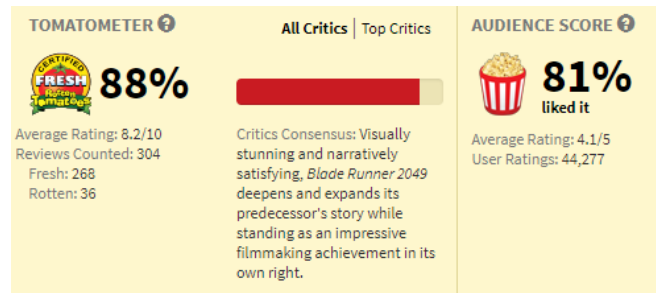 TOMATOMETER ?
All Critics | Top Critics
CERTIFIED
FRESH
Rotten
Tomatoes
88%
Average Rating: 8.2/10
Reviews Counted: 304
Fresh: 268
Rotten: 36
Critics Consensus: Visually
stunning and narratively
satisfying, Blade Runner 2049
deepens and expands its
predecessor's story while
standing as an impressive
filmmaking achievement in its
own right.
AUDIENCE SCORE ?
81%
liked it
Average Rating: 4.1/5
User Ratings: 44,277